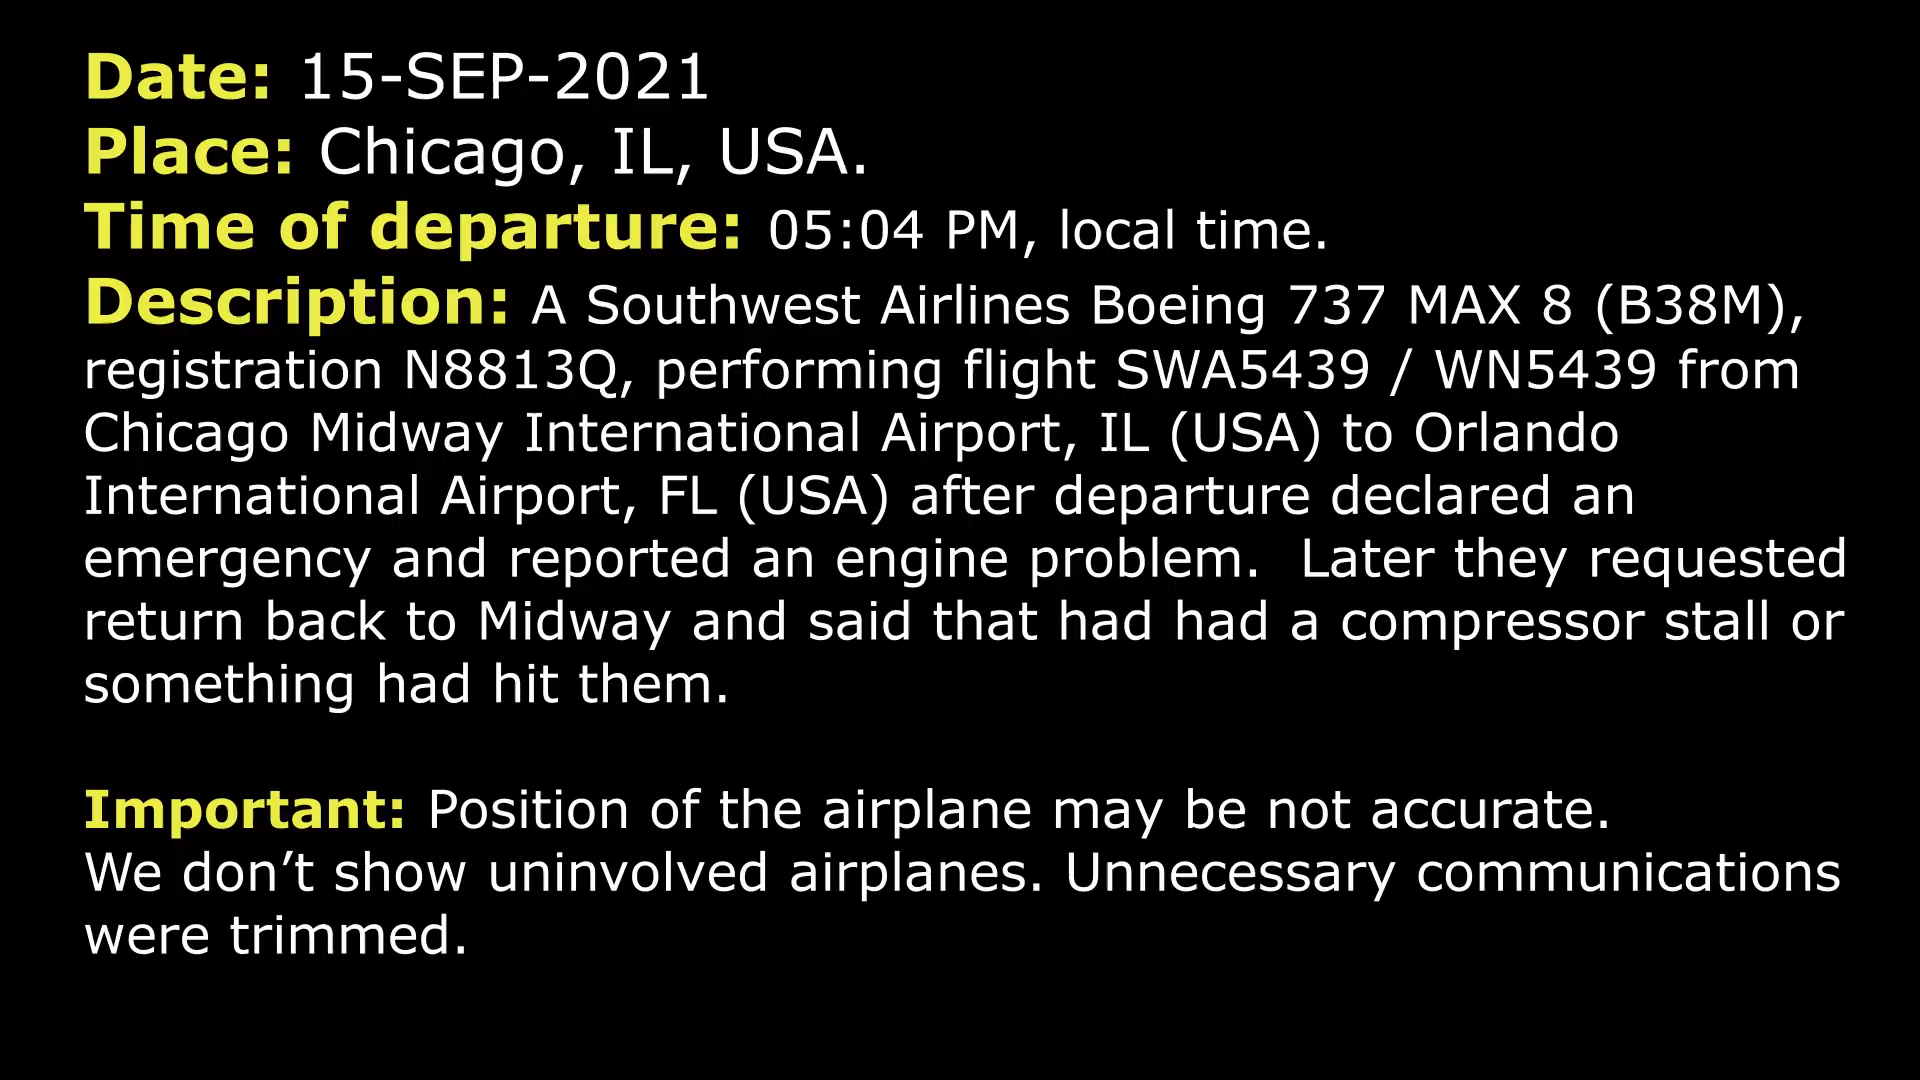 Date: 15-SEP-2021
Place: Chicago, IL, USA.
Time of departure: 05:04 PM, local time.
Description: A Southwest Airlines Boeing 737 MAX 8 (B38M),
registration N8813Q, performing flight SWA5439 / WN5439 from
Chicago Midway International Airport, IL (USA) to Orlando
International Airport, FL (USA) after departure declared an
emergency and reported an engine problem.  Later they requested
return back to Midway and said that had had a compressor stall or
something had hit them.
Important: Position of the airplane may be not accurate.
We don’t show uninvolved airplanes. Unnecessary communications
were trimmed.